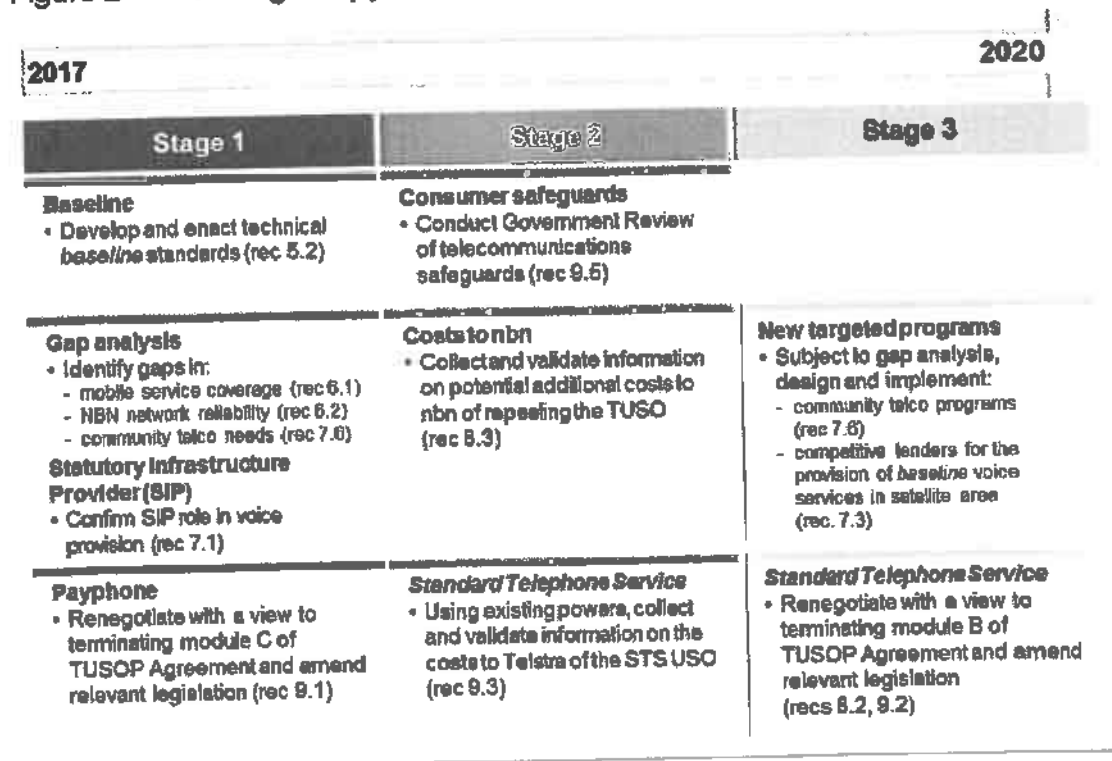 Figure 2
2017
2020
Stage 1
Stage 2
Stage 3
Baseline
• Develop and enact technical
baseline standards (rec 5.2)
Consumer safeguards
• Conduct Government Review
of telecommunications
safeguards (rec 9.5)
Gap analysis
• Identify gaps in:
- mobile service coverage (rec 6.1)
- NBN network reliability (rec 6.2)
- community telco needs (rec 7.6)
Statutory Infrastructure
Provider (SIP)
• Confirm SIP role in voice
provision (rec 7.1)
Costs to nbn
• Collect and validate information
on potential additional costs to
nbn of repealing the TUSO
(rec 8.3)
New targeted programs
• Subject to gap analysis,
design and implement:
- community telco programs
(rec 7.6)
- competitive tenders for the
provision of baseline voice
services in satellite area
(rec. 7.3)
Payphone
• Renegotiate with a view to
terminating module C of
TUSOP Agreement and amend
relevant legislation (rec 9.1)
Standard Telephone Service
• Using existing powers, collect
and validate information on the
costs to Telstra of the STS USO
(rec 9.3)
Standard Telephone Service
• Renegotiate with a view to
terminating module B of
TUSOP Agreement and amend
relevant legislation
(recs 8.2, 9.2)